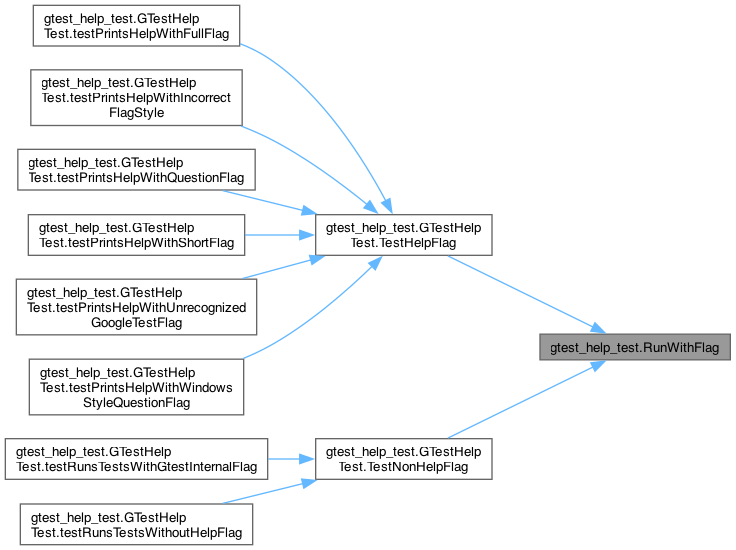 gtest_help_test.GTestHelp
Test.testPrintsHelpWithFullFlag
gtest_help_test.GTestHelp
Test.testPrintsHelpWithIncorrect
FlagStyle
gtest_help_test.GTestHelp
Test.testPrintsHelpWithQuestionFlag
gtest_help_test.GTestHelp
Test.testPrintsHelpWithShortFlag
gtest_help_test.GTestHelp
Test.testPrintsHelpWithUnrecognized
GoogleTestFlag
gtest_help_test.GTestHelp
Test.testPrintsHelpWithWindows
StyleQuestionFlag
gtest_help_test.GTestHelp
Test.testRunsTestsWithGtestInternalFlag
gtest_help_test.GTestHelp
Test.testRunsTestsWithoutHelpFlag
gtest_help_test.GTestHelp
Test.TestHelpFlag
gtest_help_test.GTestHelp
Test.TestNonHelpFlag
gtest_help_test.RunWithFlag